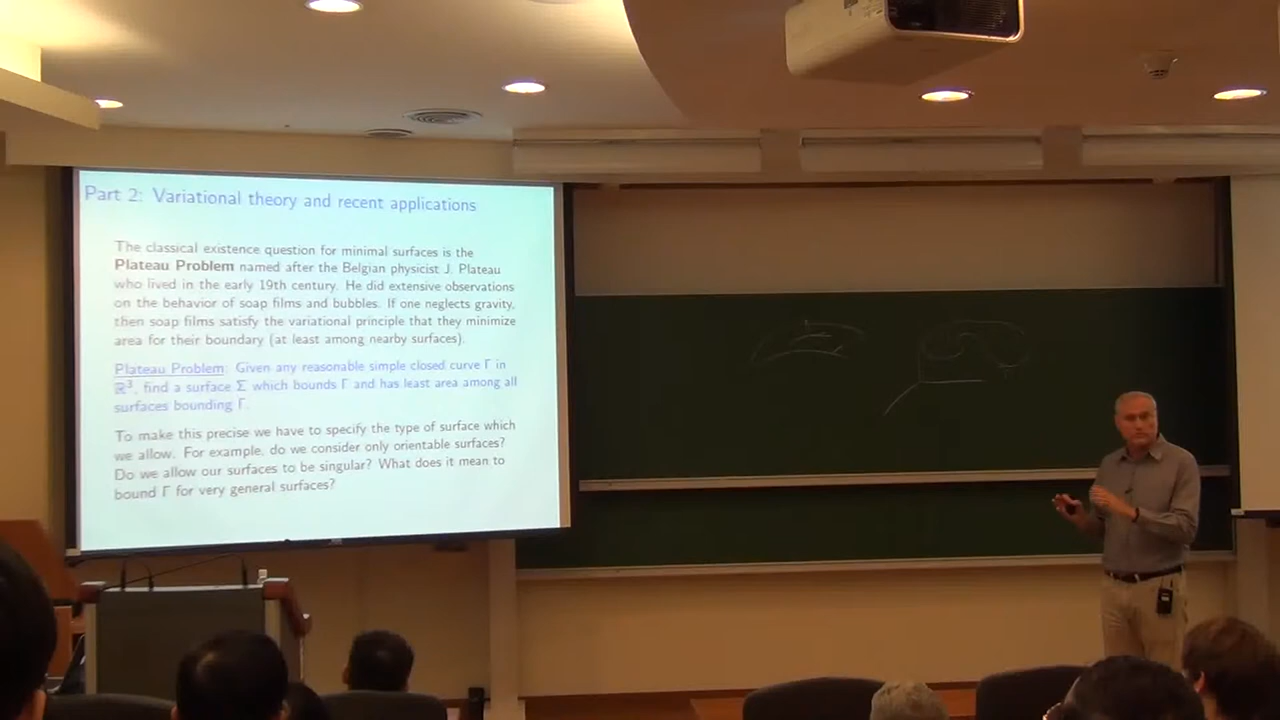 Part 2: Variational theory and recent applications
The classical existence question for minimal surfaces is the
Plateau Problem named after the Belgian physicist J. Plateau
who lived in the early 19th century. He did extensive observations
on the behavior of soap films and bubbles. If one neglects gravity,
then soap films satisfy the variational principle that they minimize
area for their boundary (at least among nearby surfaces).
Plateau Problem: Given any reasonable simple closed curve Γ in
ℝ³, find a surface Σ which bounds Γ and has least area among all
surfaces bounding Γ.
To make this precise we have to specify the type of surface which
we allow. For example, do we consider only orientable surfaces?
Do we allow our surfaces to be singular? What does it mean to
bound Γ for very general surfaces?